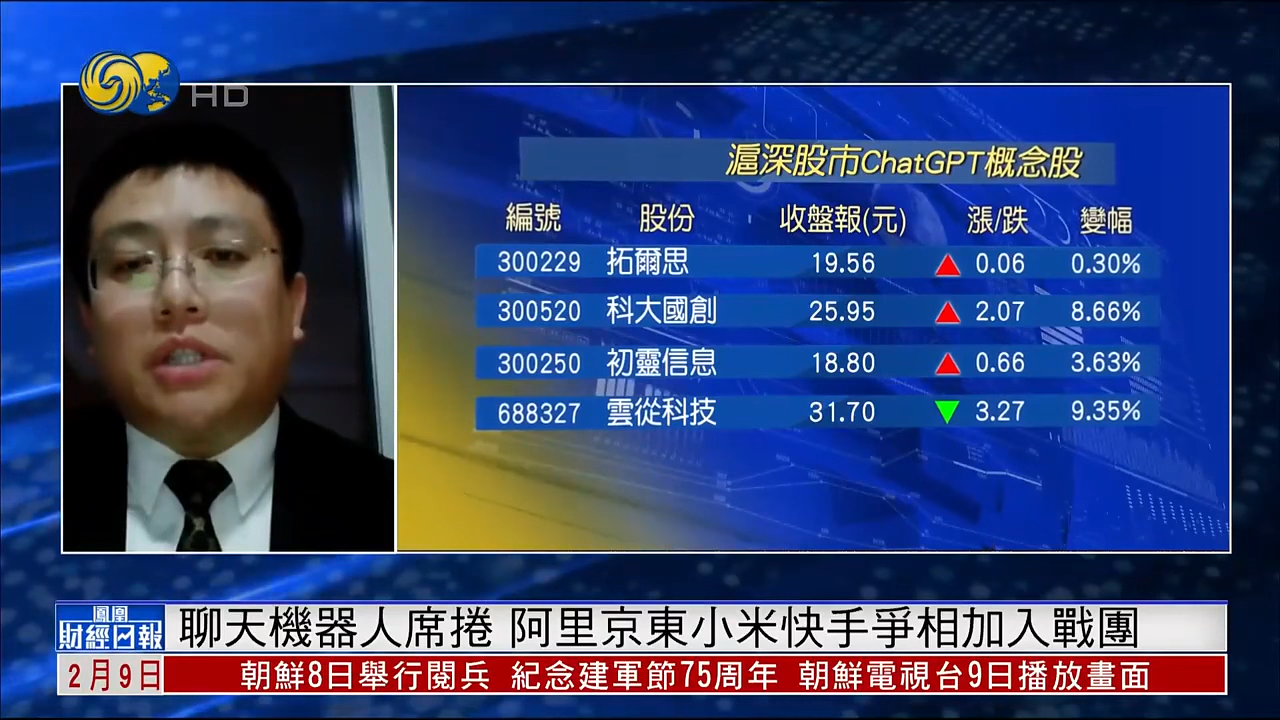 HD
滬深股市ChatGPT概念股
編號 股份 收盤報(元) 漲/跌 變幅
300229 拓爾思 19.56 ▲ 0.06 0.30%
300520 科大國創 25.95 ▲ 2.07 8.66%
300250 初靈信息 18.80 ▲ 0.66 3.63%
688327 雲從科技 31.70 ▼ 3.27 9.35%
鳳凰
財經日報
聊天機器人席捲 阿里京東小米快手爭相加入戰團
2月9日
朝鮮8日舉行閱兵 紀念建軍節75周年 朝鮮電視台9日播放畫面